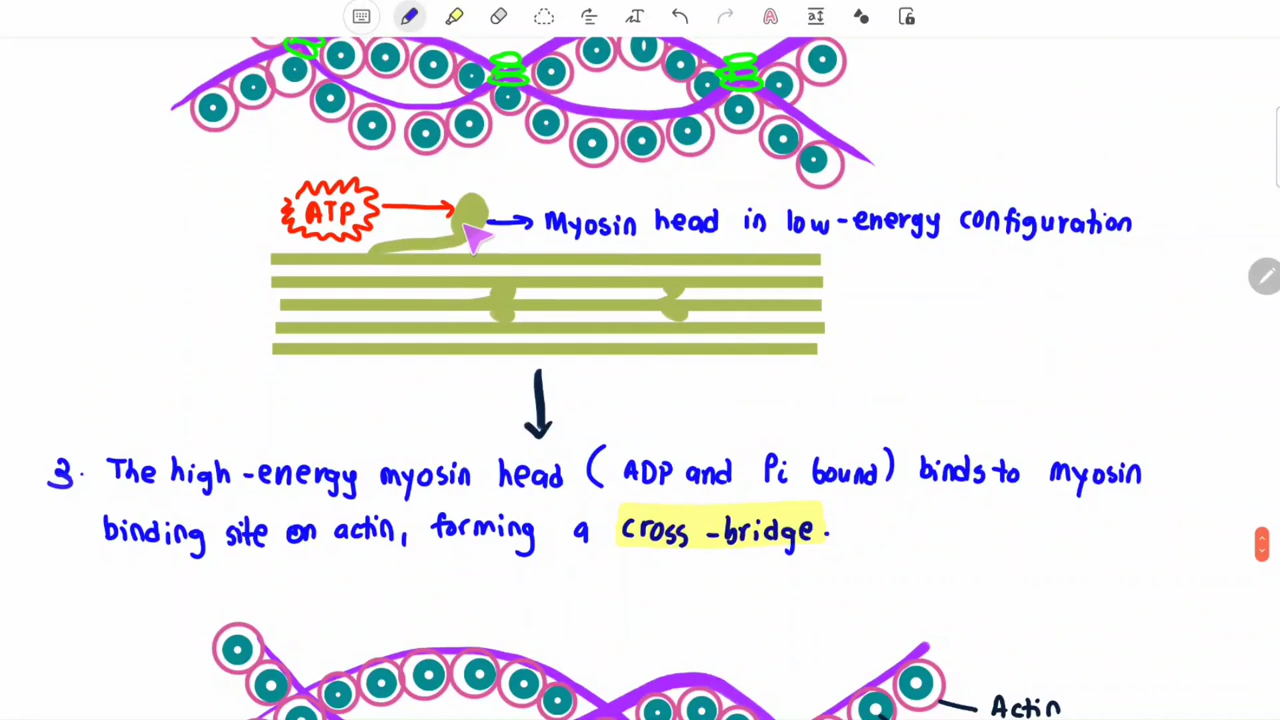 ATP
Myosin head in low-energy configuration
3. The high-energy myosin head (ADP and Pi bound) binds to myosin
binding site on actin, forming a cross-bridge.
Actin